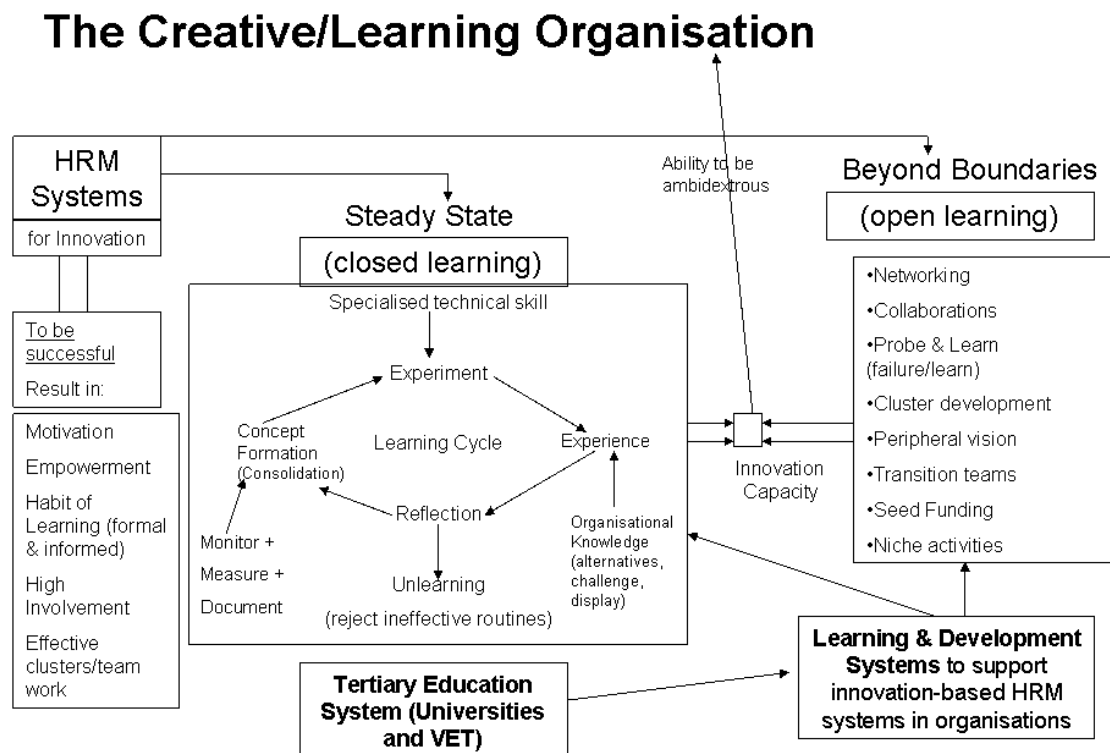 The Creative/Learning Organisation
HRM
Systems
for Innovation
To be
successful
Result in:
Motivation
Empowerment
Habit of
Learning (formal
& informed)
High
Involvement
Effective
clusters/team
work
Steady State
(closed learning)
Specialised technical skill
Experiment
Concept
Formation
(Consolidation)
Learning Cycle
Experience
Reflection
Monitor +
Measure +
Document
Unlearning
(reject ineffective routines)
Organisational
Knowledge
(alternatives,
challenge,
display)
Ability to be
ambidextrous
Innovation
Capacity
Beyond Boundaries
(open learning)
•Networking
•Collaborations
•Probe & Learn
(failure/learn)
•Cluster development
•Peripheral vision
•Transition teams
•Seed Funding
•Niche activities
Tertiary Education
System (Universities
and VET)
Learning & Development
Systems to support
innovation-based HRM
systems in organisations